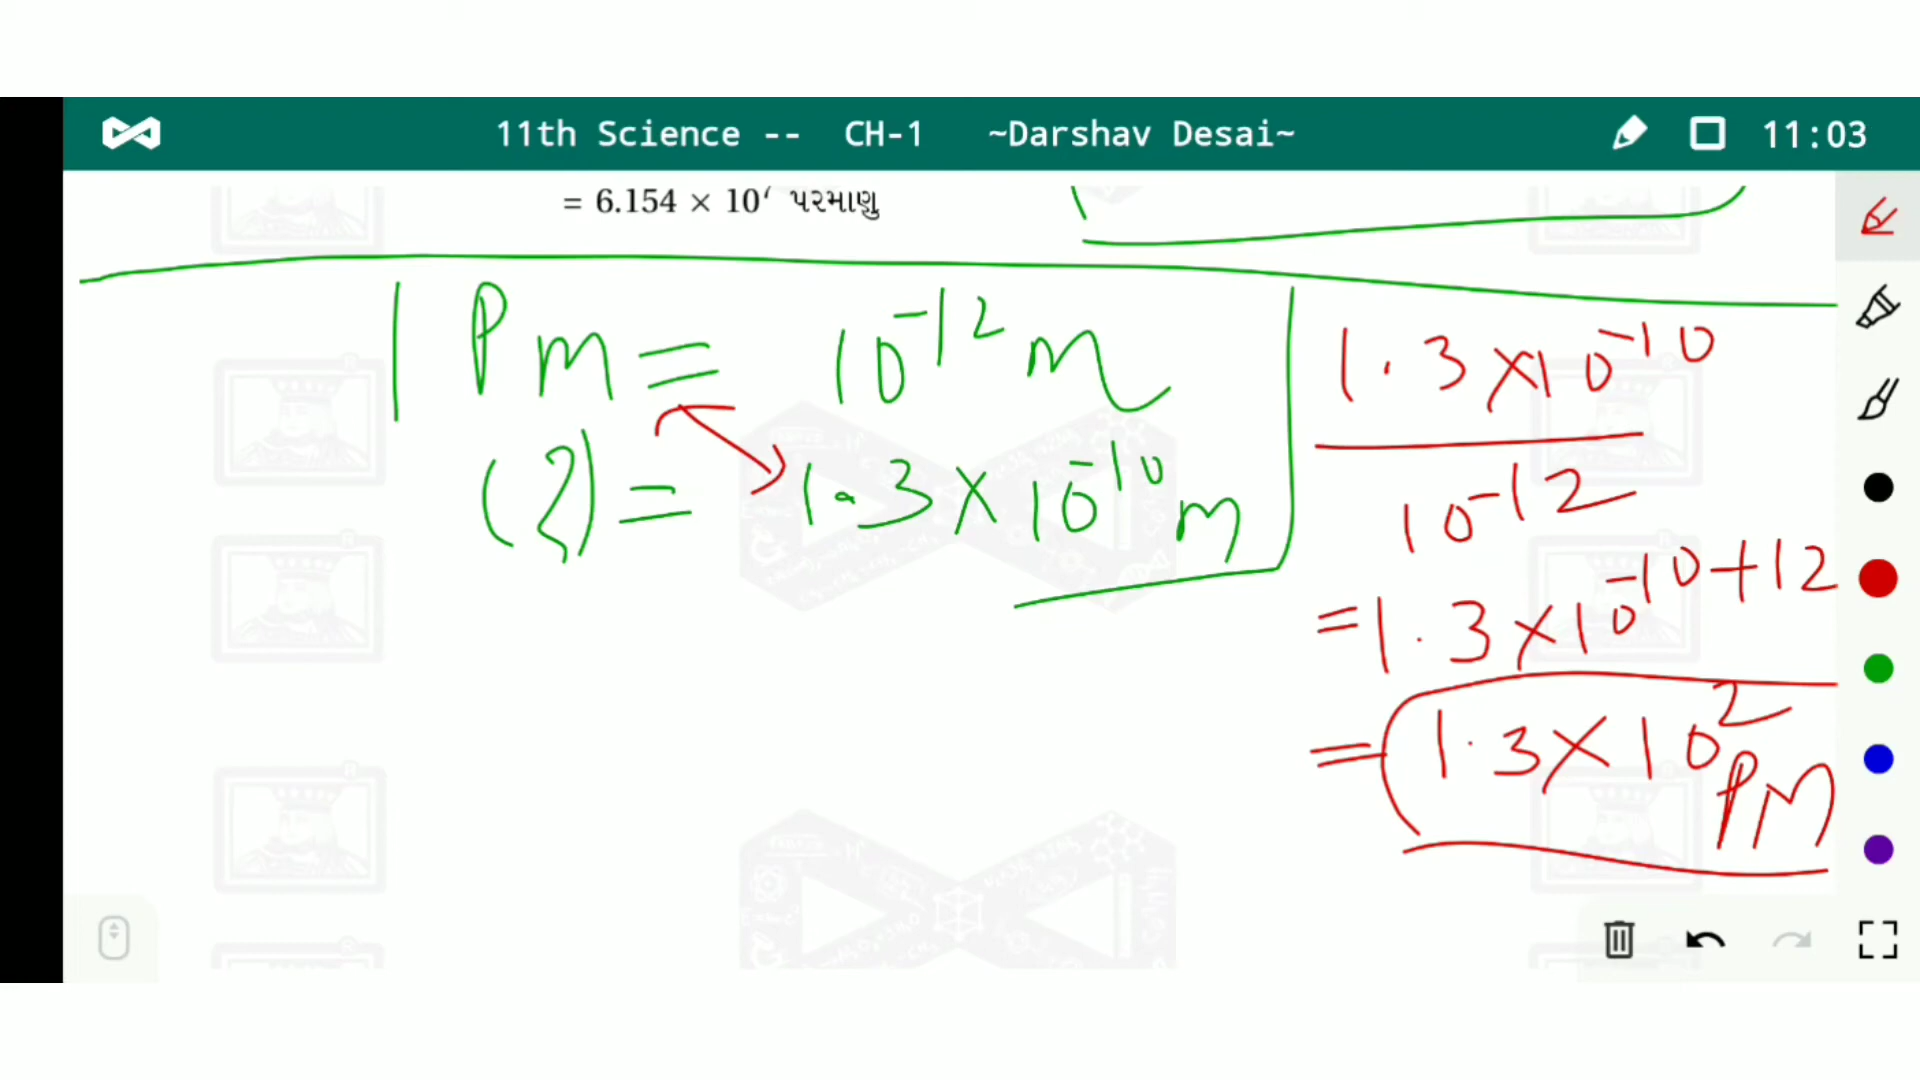 11th Science -- CH-1 ~Darshav Desai~ 11:03
= 6.154 × 10⁷ પરમાણુ
1 Pm = 10⁻¹² m
(?) = 1.3 × 10⁻¹⁰ m
1.3 × 10⁻¹⁰
10⁻¹²
= 1.3 × 10⁻¹⁰⁺¹²
= 1.3 × 10² PM